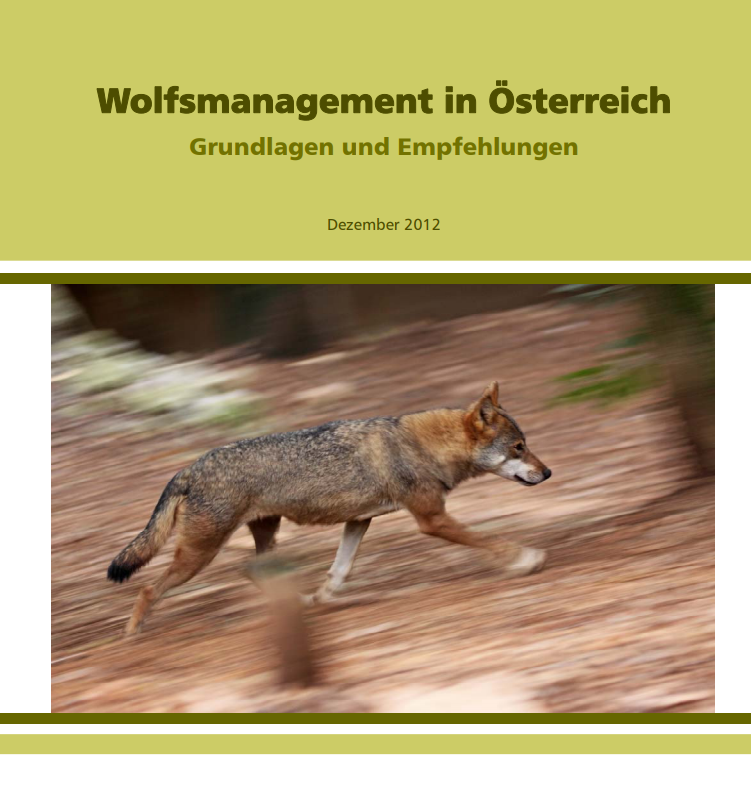 Wolfsmanagement in Österreich
Grundlagen und Empfehlungen
Dezember 2012